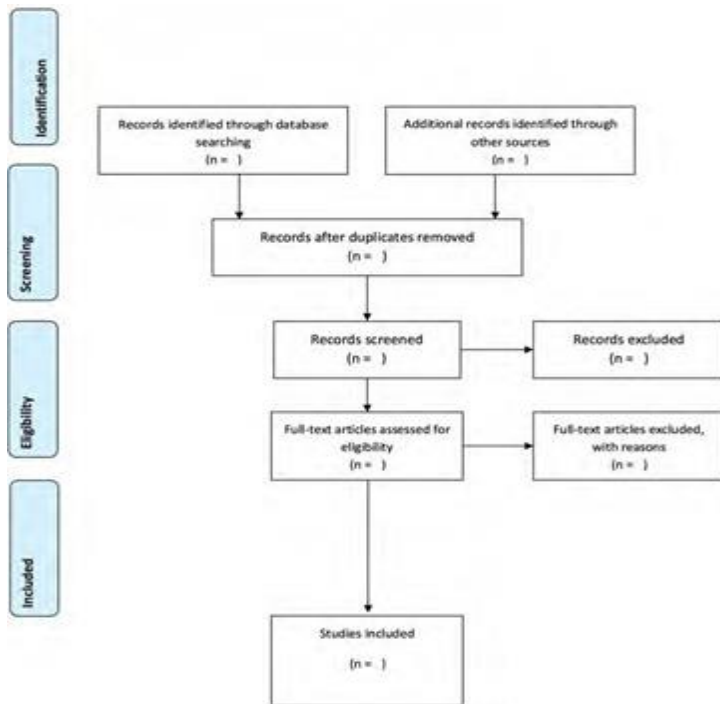 Identification
Records identified through database
searching
(n =   )
Additional records identified through
other sources
(n =   )
Screening
Records after duplicates removed
(n =   )
Eligibility
Records screened
(n =   )
Records excluded
(n =   )
Full-text articles assessed for
eligibility
(n =   )
Full-text articles excluded,
with reasons
(n =   )
Included
Studies included
(n =   )